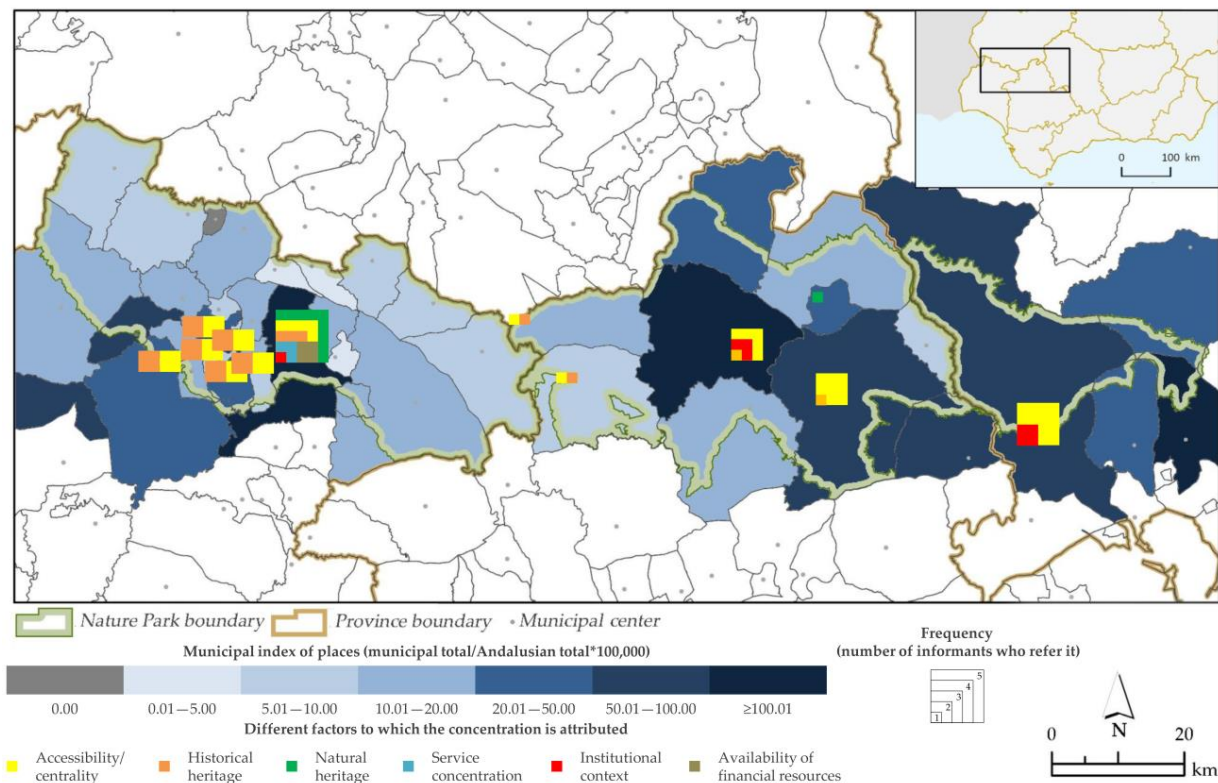 0 100 km
Nature Park boundary Province boundary Municipal center
Municipal index of places (municipal total/Andalusian total*100,000)
0.00 0.01—5.00 5.01—10.00 10.01—20.00 20.01—50.00 50.01—100.00 ≥100.01
Different factors to which the concentration is attributed
Accessibility/
centrality
Historical
heritage
Natural
heritage
Service
concentration
Institutional
context
Availability of
financial resources
Frequency
(number of informants who refer it)
5
4
3
2
1
N
0 20
km